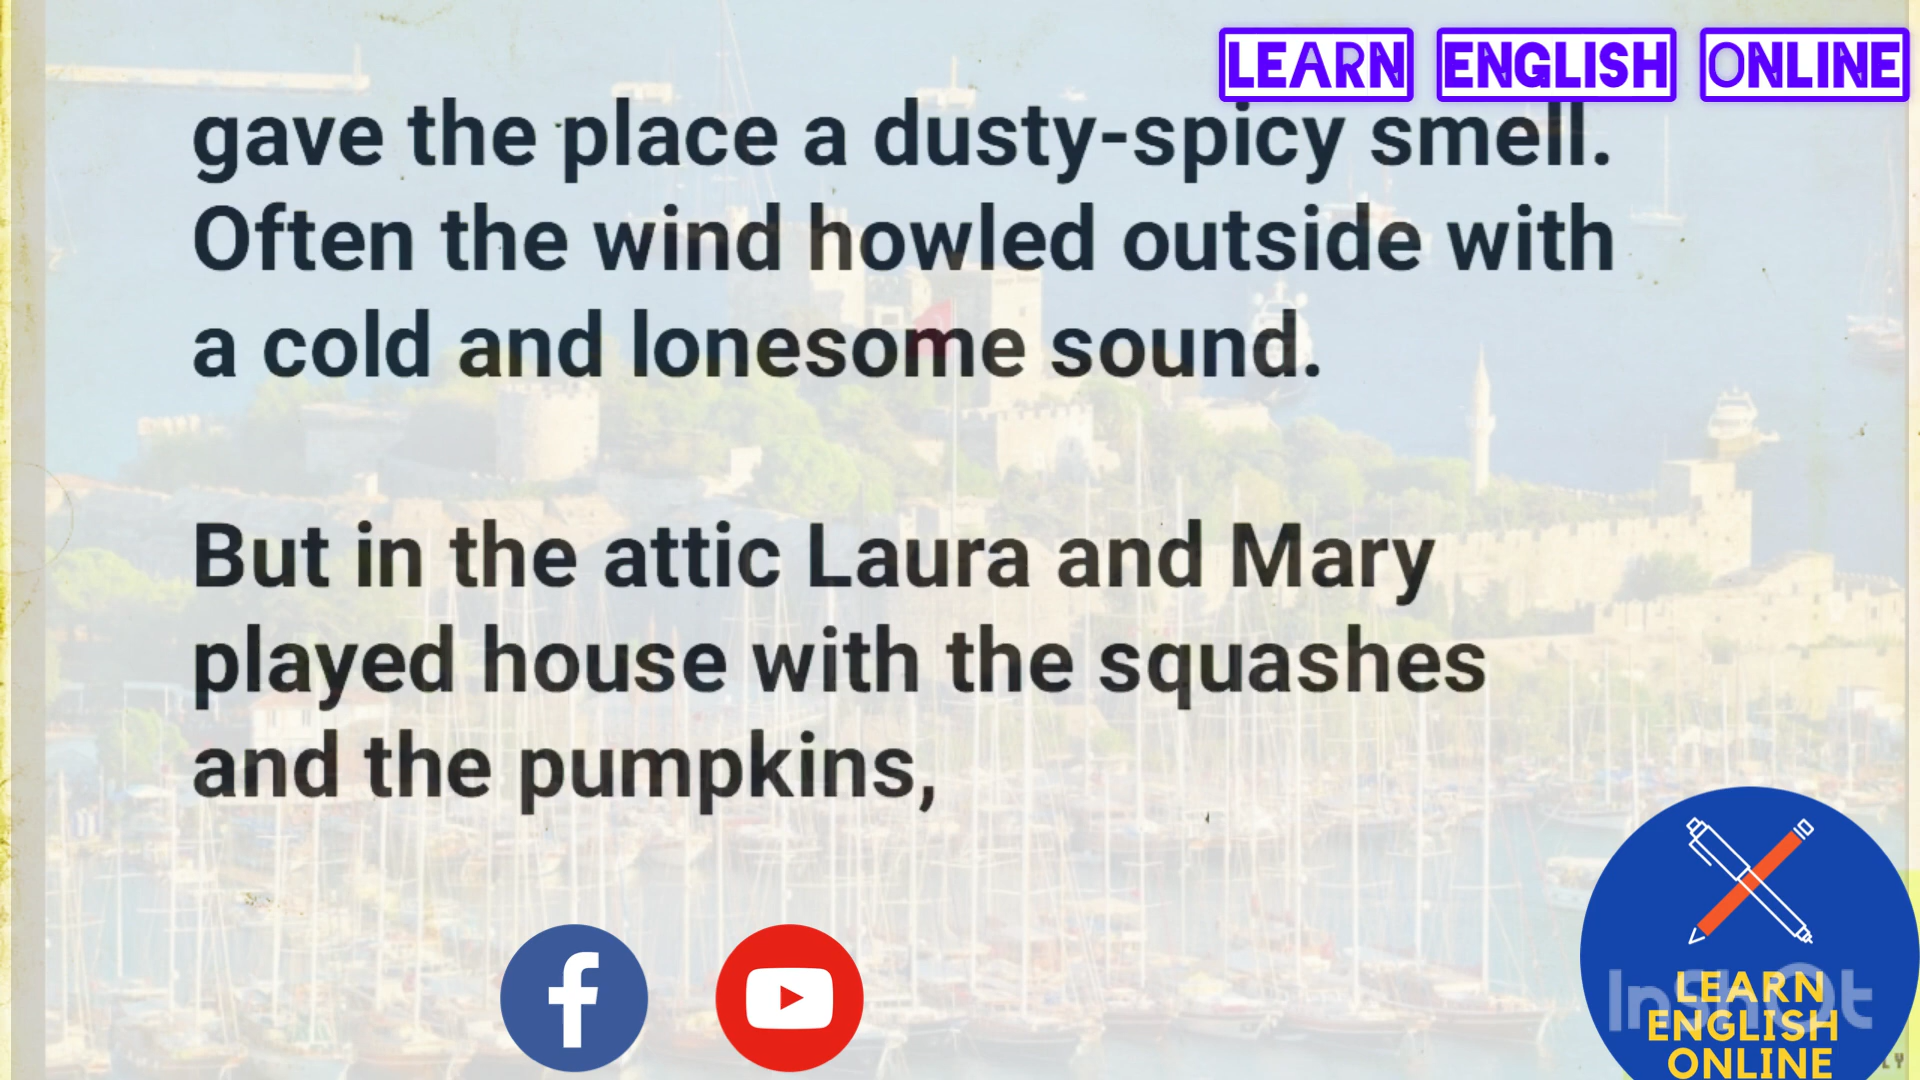 LEARN ENGLISH ONLINE
gave the place a dusty-spicy smell.
Often the wind howled outside with
a cold and lonesome sound.
But in the attic Laura and Mary
played house with the squashes
and the pumpkins,
InShOt
LEARN
ENGLISH
ONLINE